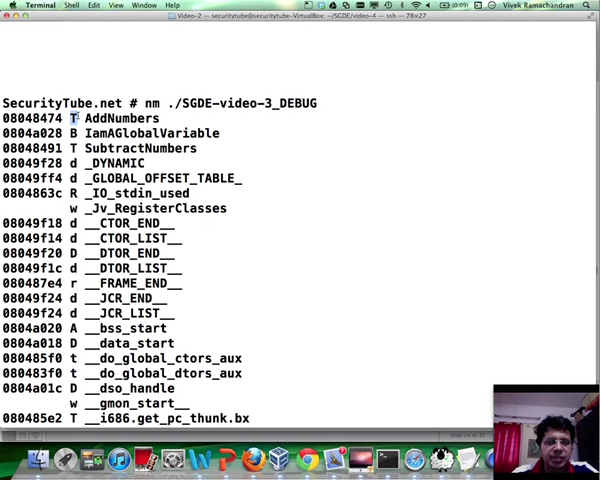 Terminal Shell Edit View Window Help (0:09) Vivek Ramachandran
Video-2 — securitytube@securitytube-VirtualBox: ~/SGDE/video-4 — ssh — 78×27
SecurityTube.net # nm ./SGDE-video-3_DEBUG
08048474 T AddNumbers
0804a028 B IamAGlobalVariable
08048491 T SubtractNumbers
08049f28 d _DYNAMIC
08049ff4 d _GLOBAL_OFFSET_TABLE_
0804863c R _IO_stdin_used
w _Jv_RegisterClasses
08049f18 d __CTOR_END__
08049f14 d __CTOR_LIST__
08049f20 D __DTOR_END__
08049f1c d __DTOR_LIST__
080487e4 r __FRAME_END__
08049f24 d __JCR_END__
08049f24 d __JCR_LIST__
0804a020 A __bss_start
0804a018 D __data_start
080485f0 t __do_global_ctors_aux
080483f0 t __do_global_dtors_aux
0804a01c D __dso_handle
w __gmon_start__
080485e2 T __i686.get_pc_thunk.bx